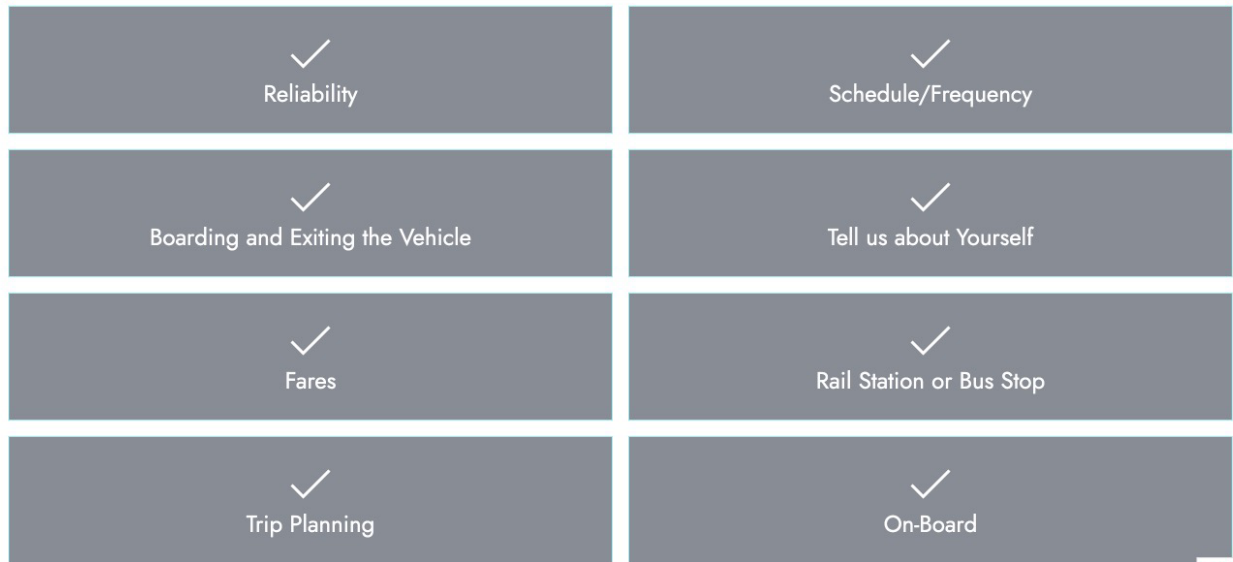 Reliability
Schedule/Frequency
Boarding and Exiting the Vehicle
Tell us about Yourself
Fares
Rail Station or Bus Stop
Trip Planning
On-Board